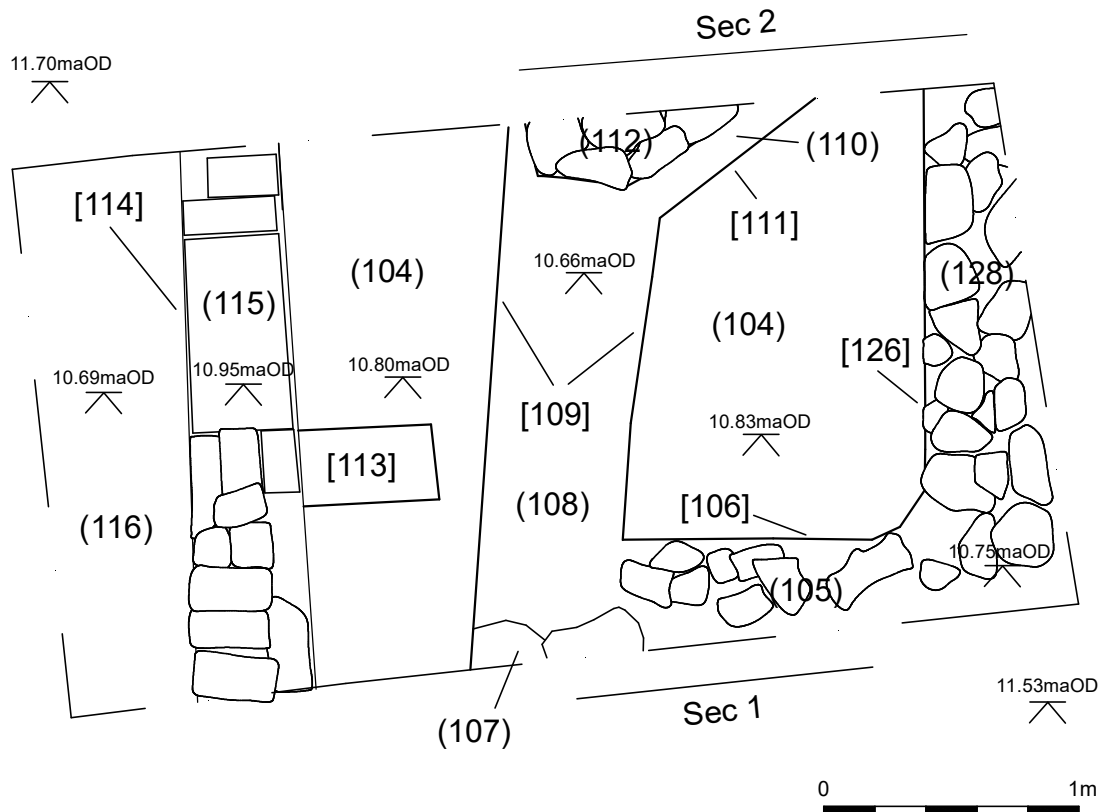 Sec 2
11.70maOD
(112)
(110)
[114]
[111]
10.66maOD
(104)
(128)
(115)
(104)
[126]
10.69maOD
10.95maOD
10.80maOD
[109]
10.83maOD
[113]
(108)
[106]
(116)
10.75maOD
(105)
11.53maOD
Sec 1
(107)
0
1m